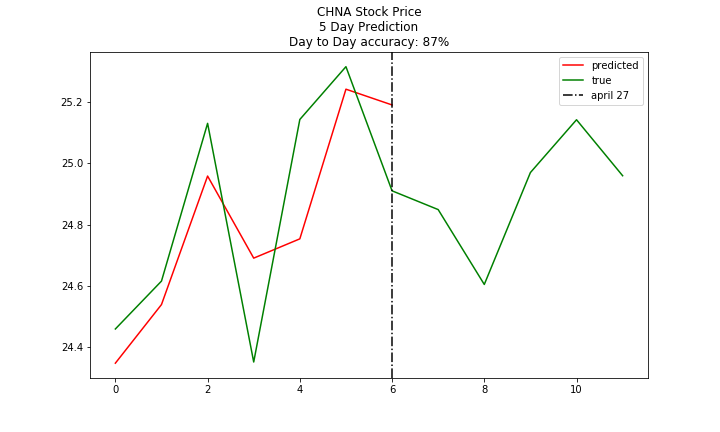 CHNA Stock Price
5 Day Prediction
Day to Day accuracy: 87%
predicted
true
april 27
25.2
25.0
24.8
24.6
24.4
0 2 4 6 8 10